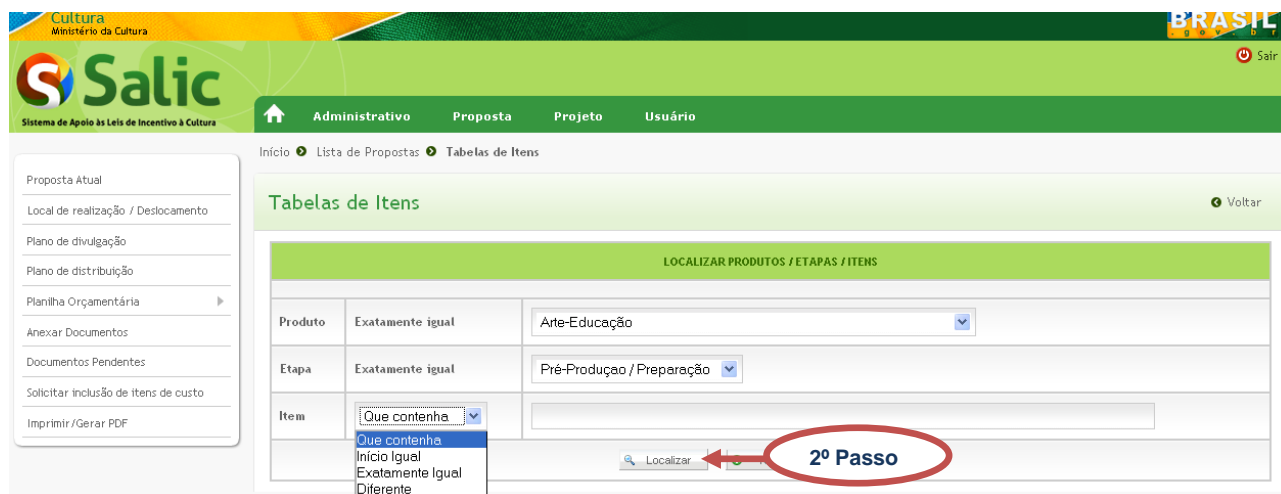 Cultura
Ministério da Cultura
BRASIL
.gov.br
Sair
Salic
Sistema de Apoio às Leis de Incentivo à Cultura
Administrativo Proposta Projeto Usuário
Início Lista de Propostas Tabelas de Itens
Proposta Atual
Local de realização / Deslocamento
Plano de divulgação
Plano de distribuição
Planilha Orçamentária
Anexar Documentos
Documentos Pendentes
Solicitar inclusão de itens de custo
Imprimir/Gerar PDF
Tabelas de Itens
Voltar
LOCALIZAR PRODUTOS / ETAPAS / ITENS
Produto Exatamente igual Arte-Educação
Etapa Exatamente igual Pré-Produçao / Preparação
Item Que contenha
Que contenha
Início Igual
Exatamente Igual
Diferente
Localizar
2º Passo